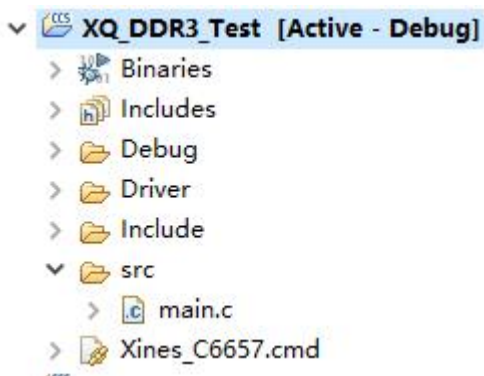 XQ_DDR3_Test [Active - Debug]
Binaries
Includes
Debug
Driver
Include
src
main.c
Xines_C6657.cmd